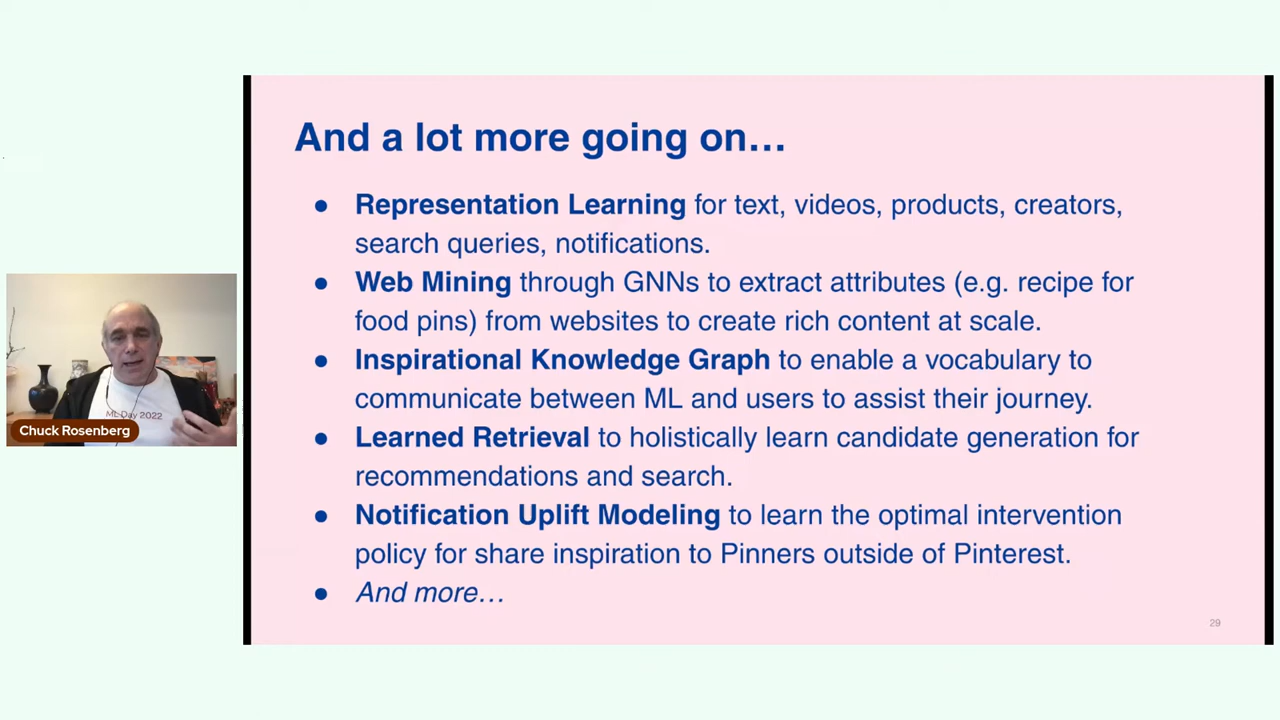 And a lot more going on…
● Representation Learning for text, videos, products, creators,
search queries, notifications.
● Web Mining through GNNs to extract attributes (e.g. recipe for
food pins) from websites to create rich content at scale.
● Inspirational Knowledge Graph to enable a vocabulary to
communicate between ML and users to assist their journey.
● Learned Retrieval to holistically learn candidate generation for
recommendations and search.
● Notification Uplift Modeling to learn the optimal intervention
policy for share inspiration to Pinners outside of Pinterest.
● And more…
29
ML Day 2022
Chuck Rosenberg